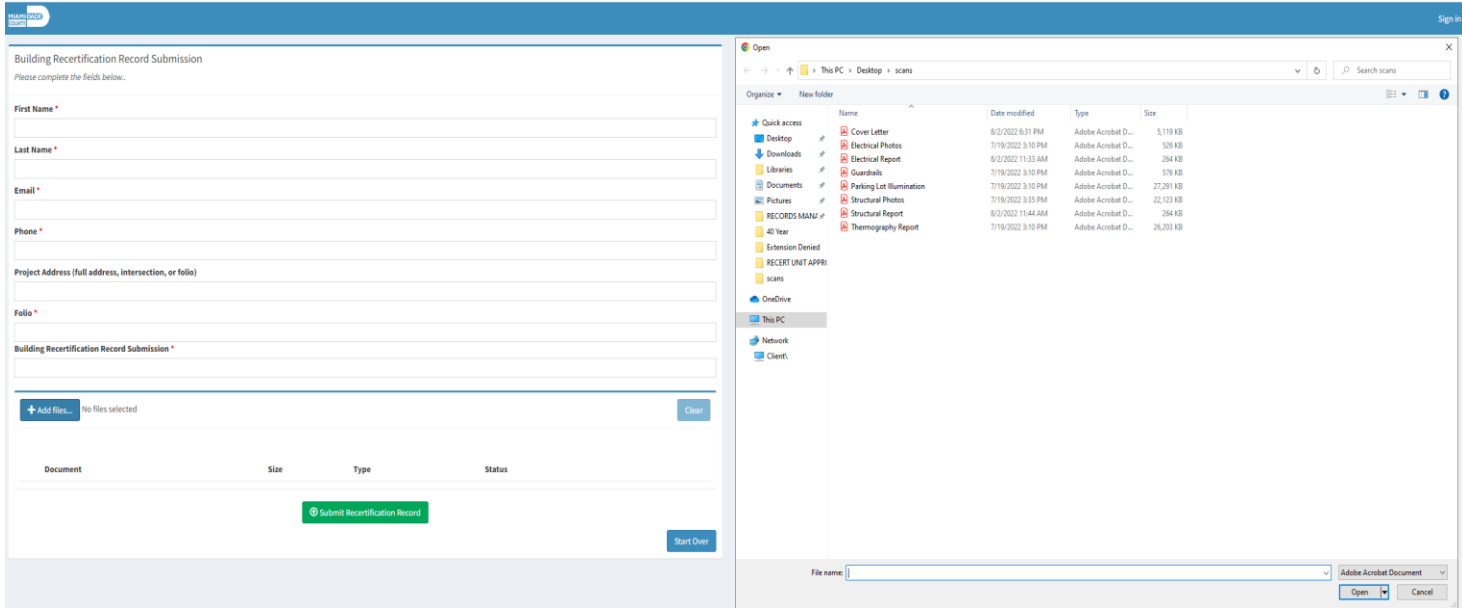 MIAMI-DADE
COUNTY
Sign in
Building Recertification Record Submission
Please complete the fields below..
First Name *
Last Name *
Email *
Phone *
Project Address (full address, intersection, or folio)
Folio *
Building Recertification Record Submission *
+ Add files... No files selected
Clear
Document Size Type Status
Submit Recertification Record
Start Over
Open X
This PC > Desktop > scans Search scans
Organize New folder
Quick access
Desktop
Downloads
Libraries
Documents
Pictures
RECORDS MANA
40 Year
Extension Denied
RECERT UNIT APPR
scans
OneDrive
This PC
Network
Client\
Name Date modified Type Size
Cover Letter 8/2/2022 6:31 PM Adobe Acrobat D... 5,119 KB
Electrical Photos 7/19/2022 3:10 PM Adobe Acrobat D... 526 KB
Electrical Report 8/2/2022 11:33 AM Adobe Acrobat D... 264 KB
Guardrails 7/19/2022 3:10 PM Adobe Acrobat D... 576 KB
Parking Lot Illumination 7/19/2022 3:10 PM Adobe Acrobat D... 27,291 KB
Structural Photos 7/19/2022 3:35 PM Adobe Acrobat D... 22,123 KB
Structural Report 8/2/2022 11:44 AM Adobe Acrobat D... 264 KB
Thermography Report 7/19/2022 3:10 PM Adobe Acrobat D... 26,203 KB
File name: Adobe Acrobat Document
Open Cancel